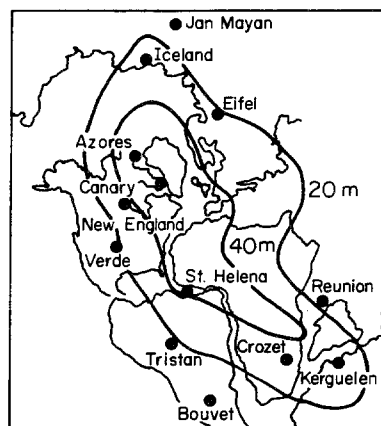 Jan Mayan
Iceland
Eifel
Azores
20 m
Canary
New England
40m
Verde
St. Helena
Reunion
Tristan
Crozet
Kerguelen
Bouvet